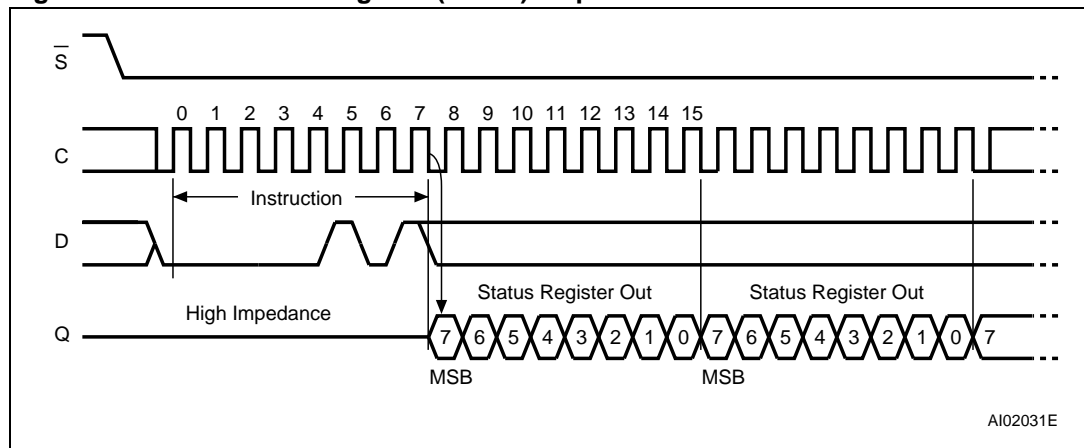 S
0 1 2 3 4 5 6 7 8 9 10 11 12 13 14 15
C
Instruction
D
Status Register Out Status Register Out
High Impedance
Q 7 6 5 4 3 2 1 0 7 6 5 4 3 2 1 0 7
MSB MSB
AI02031E